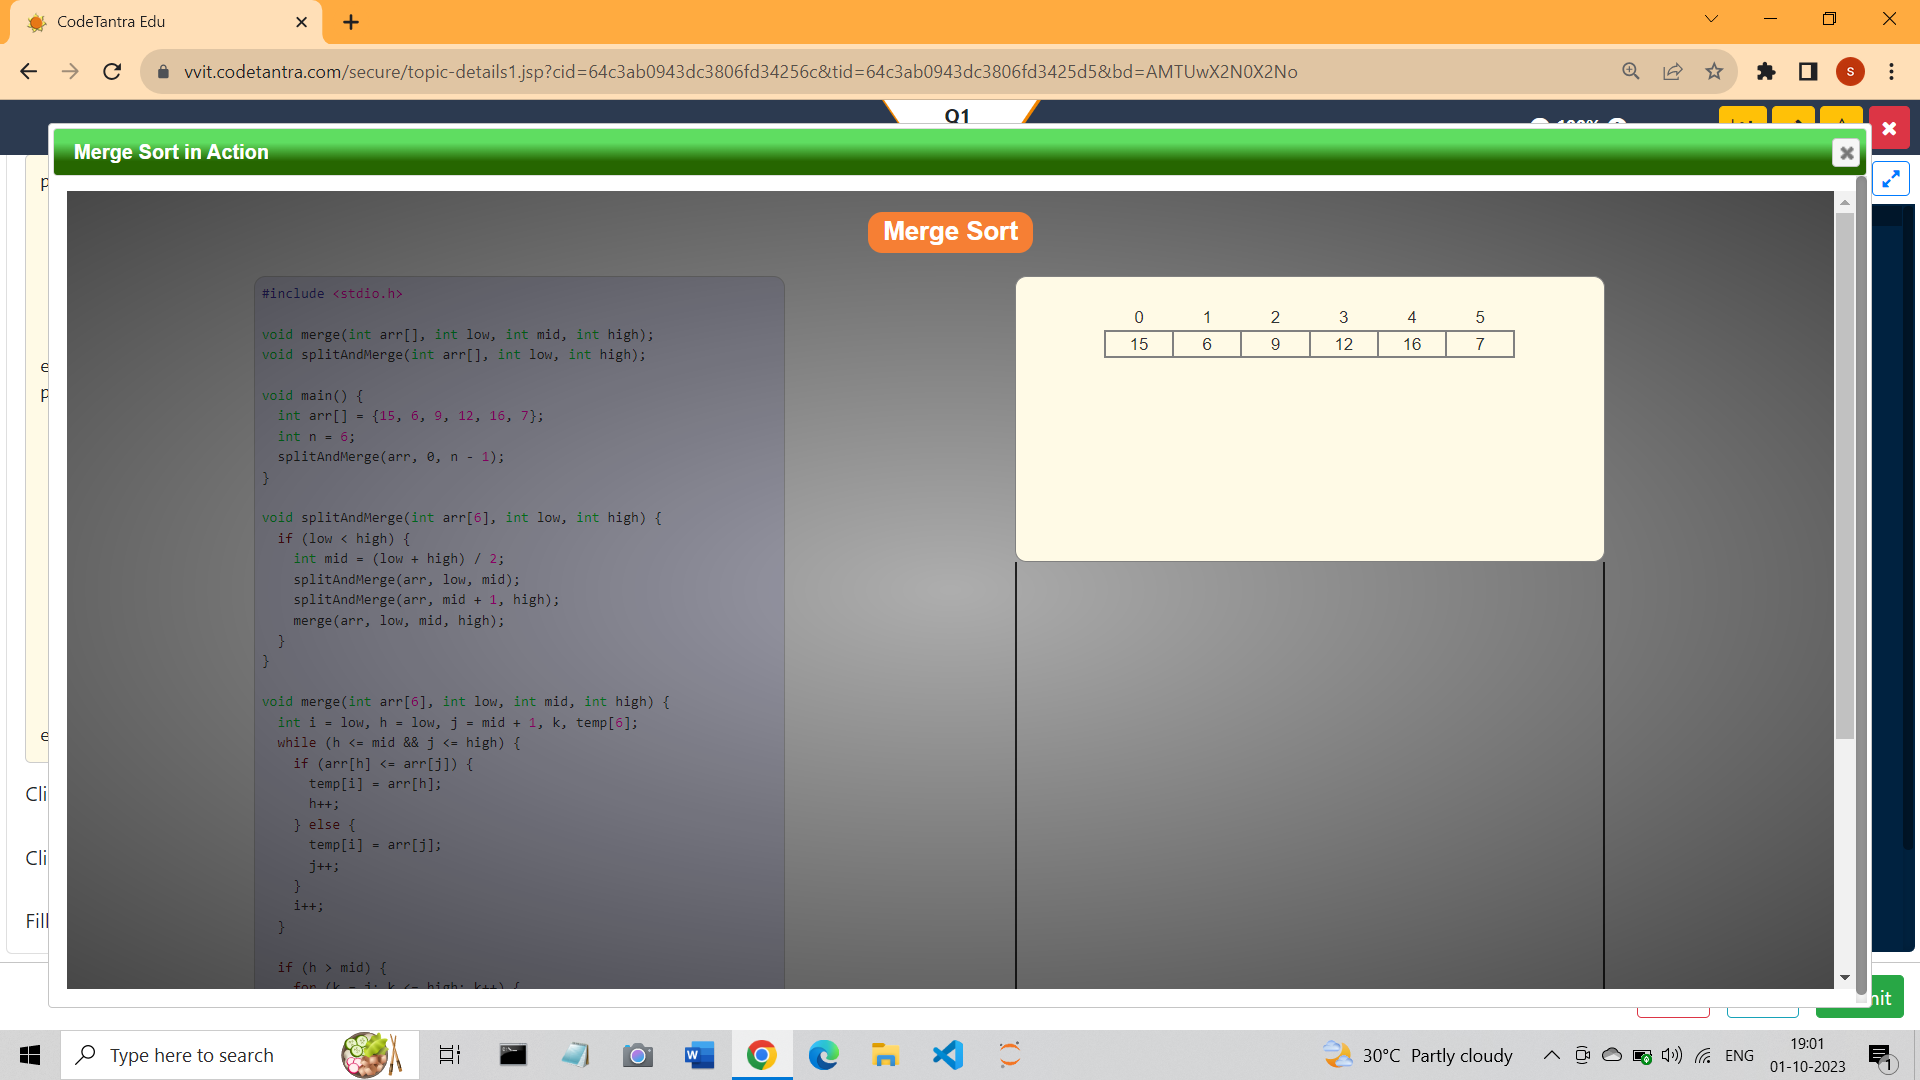 CodeTantra Edu
vvit.codetantra.com/secure/topic-details1.jsp?cid=64c3ab0943dc3806fd34256c&tid=64c3ab0943dc3806fd3425d5&bd=AMTUwX2N0X2No
s
Q1
Merge Sort in Action
Merge Sort
#include <stdio.h>
void merge(int arr[], int low, int mid, int high);
void splitAndMerge(int arr[], int low, int high);
void main() {
int arr[] = {15, 6, 9, 12, 16, 7};
int n = 6;
splitAndMerge(arr, 0, n - 1);
}
void splitAndMerge(int arr[6], int low, int high) {
if (low < high) {
int mid = (low + high) / 2;
splitAndMerge(arr, low, mid);
splitAndMerge(arr, mid + 1, high);
merge(arr, low, mid, high);
}
}
void merge(int arr[6], int low, int mid, int high) {
int i = low, h = low, j = mid + 1, k, temp[6];
while (h <= mid && j <= high) {
if (arr[h] <= arr[j]) {
temp[i] = arr[h];
h++;
} else {
temp[i] = arr[j];
j++;
}
i++;
}
if (h > mid) {
for (k = j; k <= high; k++) {
0 1 2 3 4 5
15 6 9 12 16 7
p
e
p
e
Cli
Cli
Fill
nit
Type here to search
30°C Partly cloudy
ENG
19:01
01-10-2023
1